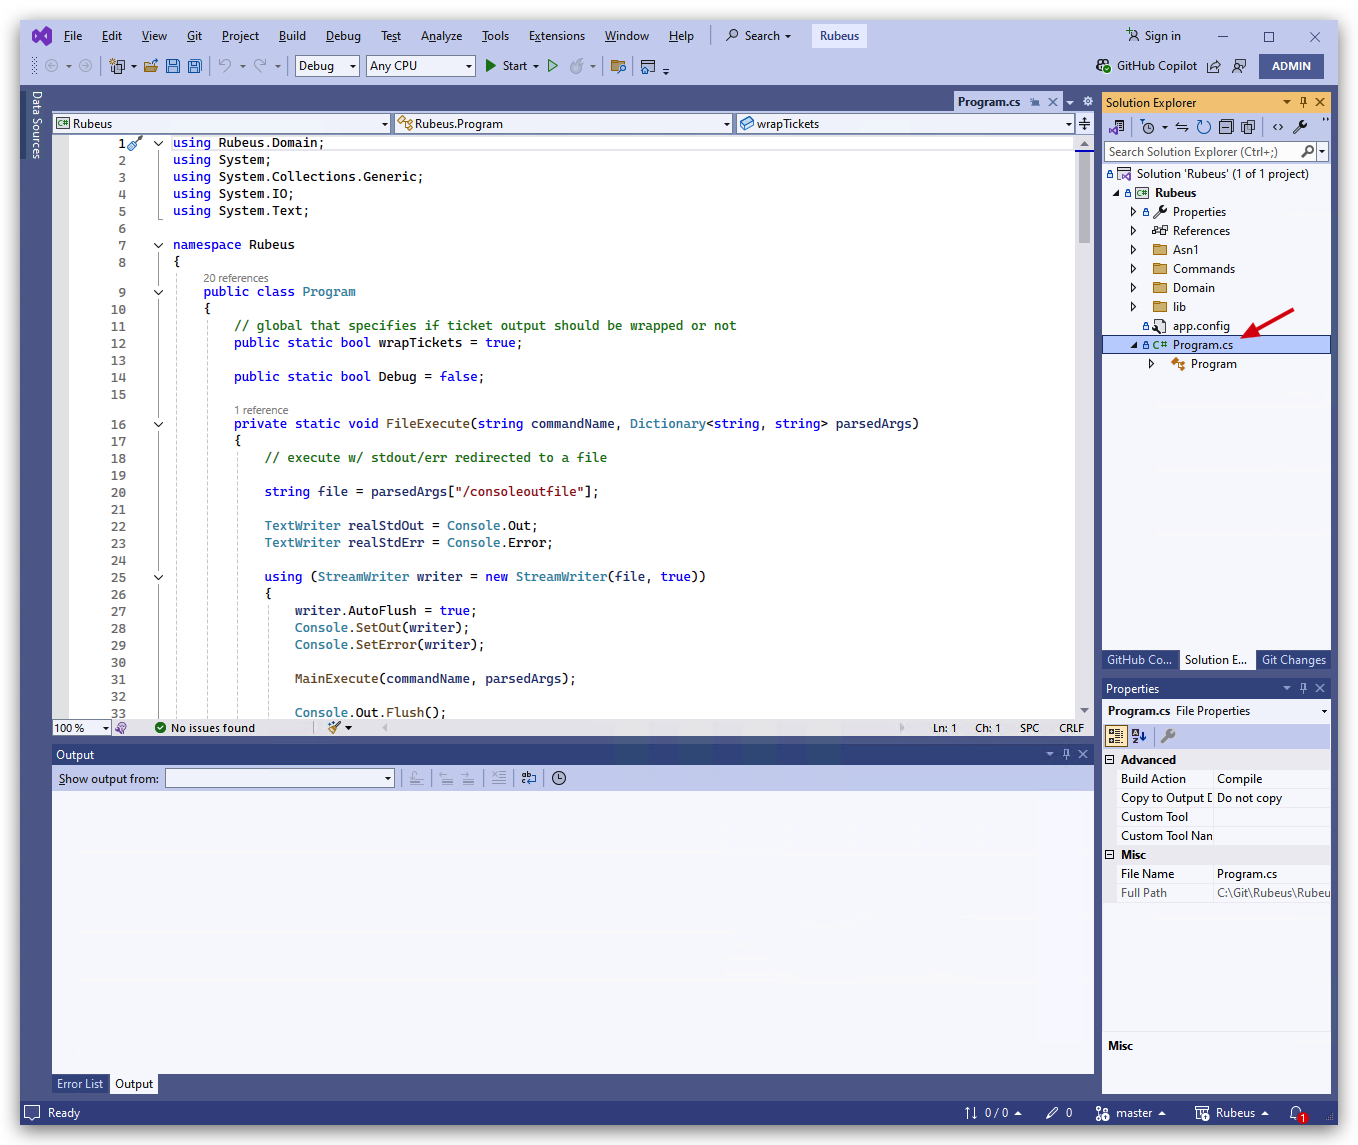 File Edit View Git Project Build Debug Test Analyze Tools Extensions Window Help Search Rubeus Sign in
Debug Any CPU Start GitHub Copilot ADMIN
Data Sources
Program.cs
Rubeus Rubeus.Program wrapTickets
1 using Rubeus.Domain;
2 using System;
3 using System.Collections.Generic;
4 using System.IO;
5 using System.Text;
6
7 namespace Rubeus
8 {
20 references
9 public class Program
10 {
11 // global that specifies if ticket output should be wrapped or not
12 public static bool wrapTickets = true;
13
14 public static bool Debug = false;
15
1 reference
16 private static void FileExecute(string commandName, Dictionary<string, string> parsedArgs)
17 {
18 // execute w/ stdout/err redirected to a file
19
20 string file = parsedArgs["/consoleoutfile"];
21
22 TextWriter realStdOut = Console.Out;
23 TextWriter realStdErr = Console.Error;
24
25 using (StreamWriter writer = new StreamWriter(file, true))
26 {
27 writer.AutoFlush = true;
28 Console.SetOut(writer);
29 Console.SetError(writer);
30
31 MainExecute(commandName, parsedArgs);
32
33 Console.Out.Flush();
100 % No issues found Ln: 1 Ch: 1 SPC CRLF
Output
Show output from:
Error List Output
Solution Explorer
Search Solution Explorer (Ctrl+;)
Solution 'Rubeus' (1 of 1 project)
C# Rubeus
Properties
References
Asn1
Commands
Domain
lib
app.config
C# Program.cs
Program
GitHub Co... Solution E... Git Changes
Properties
Program.cs File Properties
Advanced
Build Action Compile
Copy to Output D Do not copy
Custom Tool
Custom Tool Nan
Misc
File Name Program.cs
Full Path C:\Git\Rubeus\Rubeu
Misc
Ready 0 / 0 0 master Rubeus 1